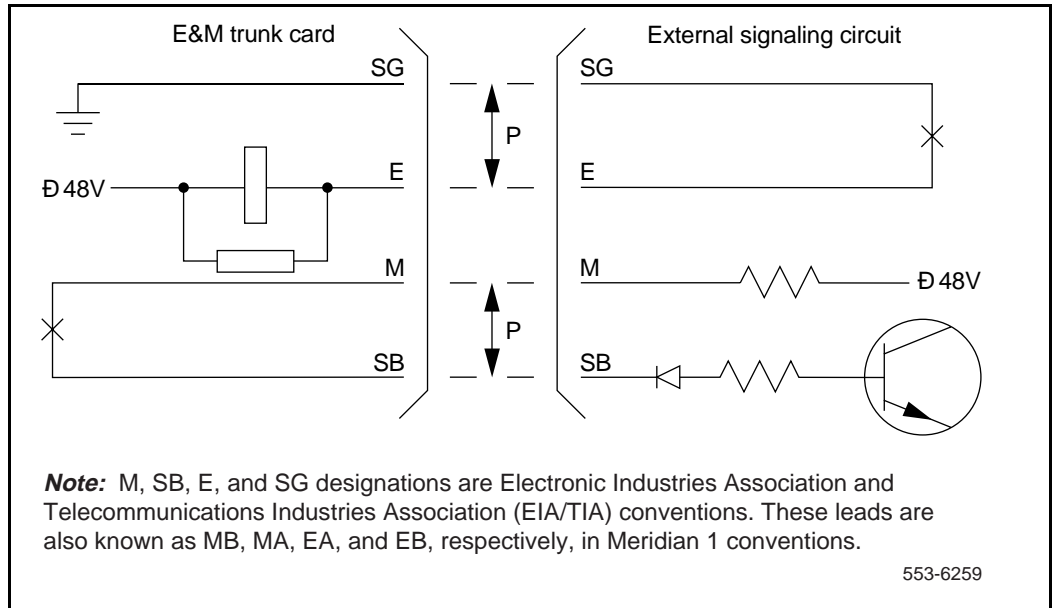 E&M trunk card
External signaling circuit
SG
SG
P
Ð 48V
E
E
M
M
Ð 48V
P
SB
SB
Note: M, SB, E, and SG designations are Electronic Industries Association and
Telecommunications Industries Association (EIA/TIA) conventions. These leads are
also known as MB, MA, EA, and EB, respectively, in Meridian 1 conventions.
553-6259